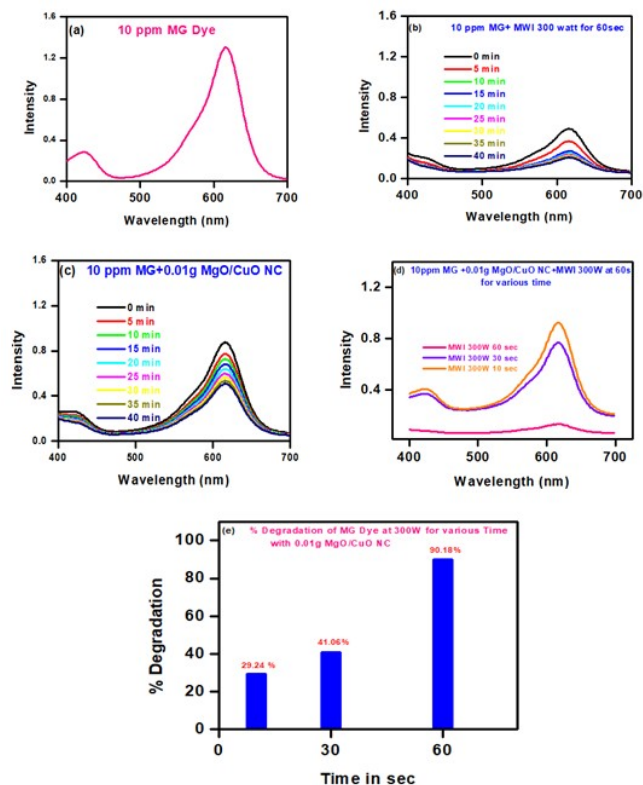 (a)
10 ppm MG Dye
Intensity
1.6
1.2
0.8
0.4
0.0
400 500 600 700
Wavelength (nm)
(b)
10 ppm MG+ MWI 300 watt for 60sec
0 min
5 min
10 min
15 min
20 min
25 min
30 min
35 min
40 min
Intensity
1.6
1.2
0.8
0.4
0.0
400 500 600 700
Wavelength (nm)
(c)
10 ppm MG+0.01g MgO/CuO NC
0 min
5 min
10 min
15 min
20 min
25 min
30 min
35 min
40 min
Intensity
1.6
1.2
0.8
0.4
0.0
400 500 600 700
Wavelength (nm)
(d)
10ppm MG +0.01g MgO/CuO NC+MWI 300W at 60s
for various time
MWI 300W 60 sec
MWI 300W 30 sec
MWI 300W 10 sec
Intensity
1.2
0.8
0.4
400 500 600 700
Wavelength (nm)
(e)
% Degradation of MG Dye at 300W for various Time
with 0.01g MgO/CuO NC
% Degradation
100
80
60
40
20
0
29.24 %
41.06%
90.18%
0 30 60
Time in sec